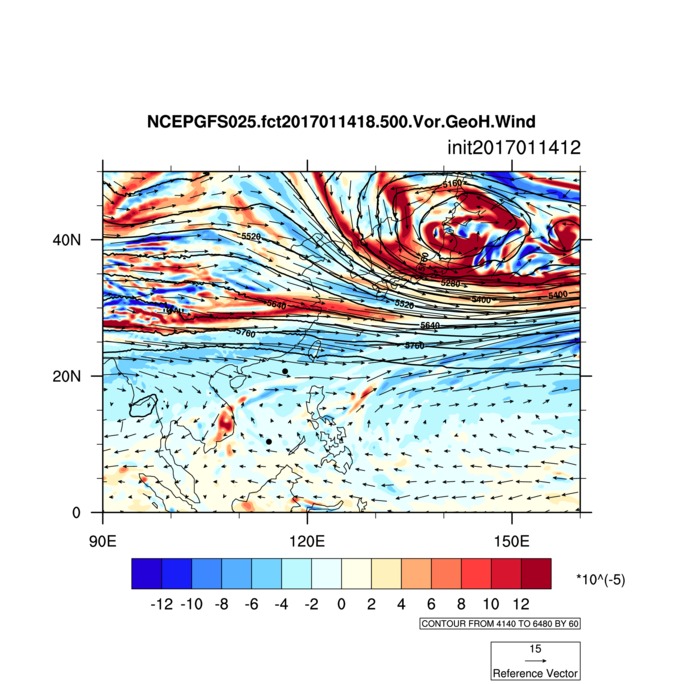 NCEPGFS025.fct2017011418.500.Vor.GeoH.Wind
init2017011412
5160
40N
5520
5280
5400
5400
5640
5520
5640
5760
5760
20N
0
90E 120E 150E
-12 -10 -8 -6 -4 -2 0 2 4 6 8 10 12
*10^(-5)
CONTOUR FROM 4140 TO 6480 BY 60
15
Reference Vector